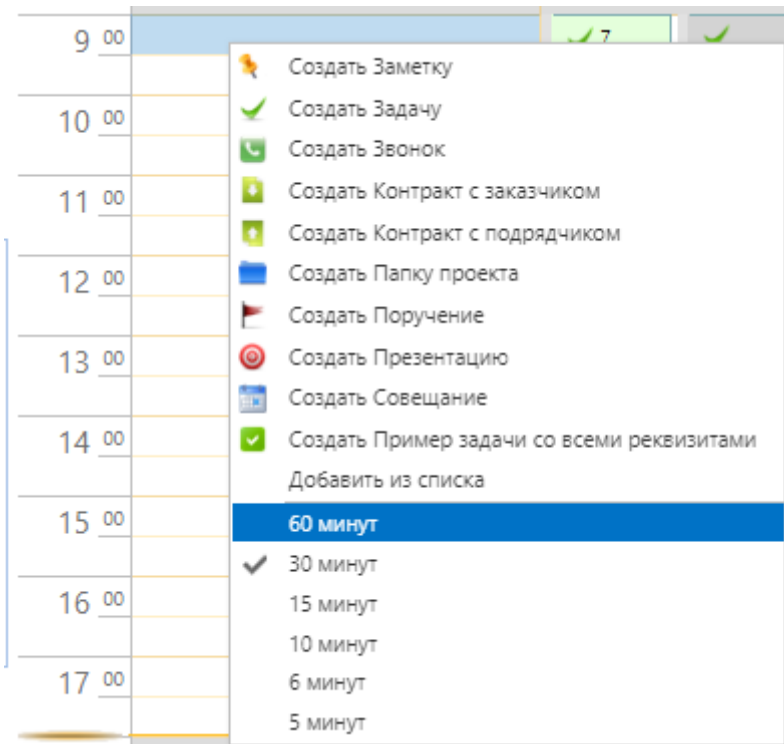 9 00
7
Создать Заметку
Создать Задачу
10 00
Создать Звонок
11 00
Создать Контракт с заказчиком
Создать Контракт с подрядчиком
12 00
Создать Папку проекта
Создать Поручение
13 00
Создать Презентацию
Создать Совещание
14 00
Создать Пример задачи со всеми реквизитами
Добавить из списка
15 00
60 минут
30 минут
16 00
15 минут
10 минут
17 00
6 минут
5 минут